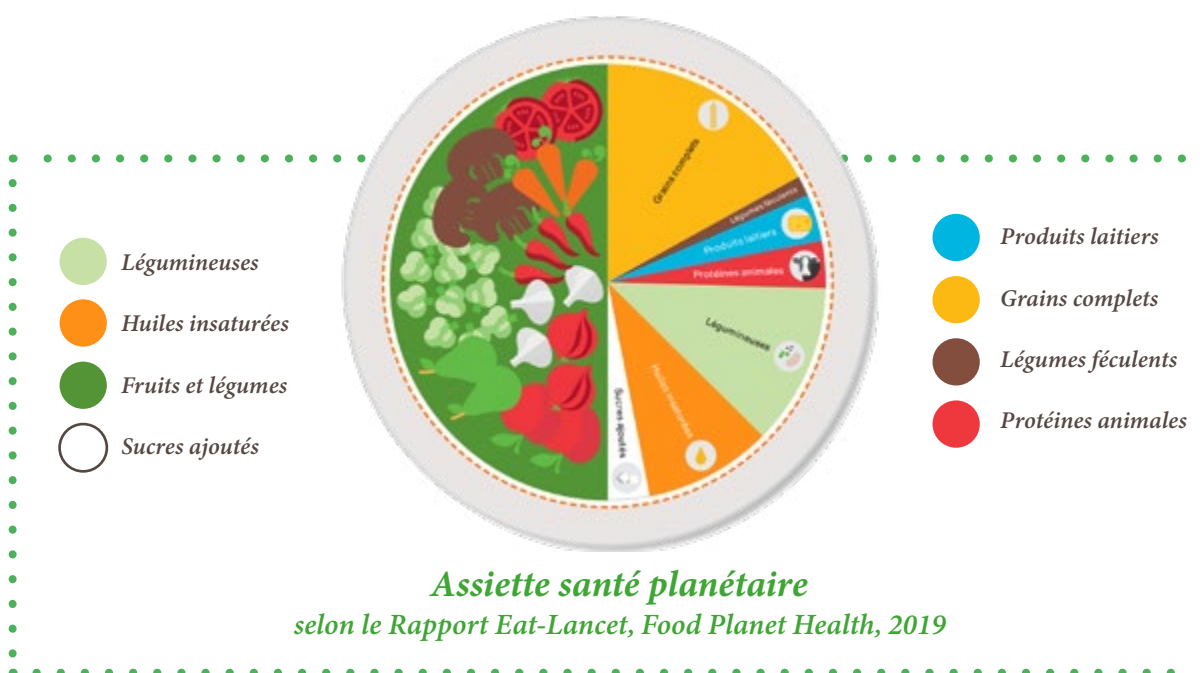 Grains complets
Légumes féculents
Produits laitiers
Protéines animales
Légumineuses
Huiles insaturées
Sucres ajoutés
Légumineuses
Huiles insaturées
Fruits et légumes
Sucres ajoutés
Produits laitiers
Grains complets
Légumes féculents
Protéines animales
Assiette santé planétaire
selon le Rapport Eat-Lancet, Food Planet Health, 2019